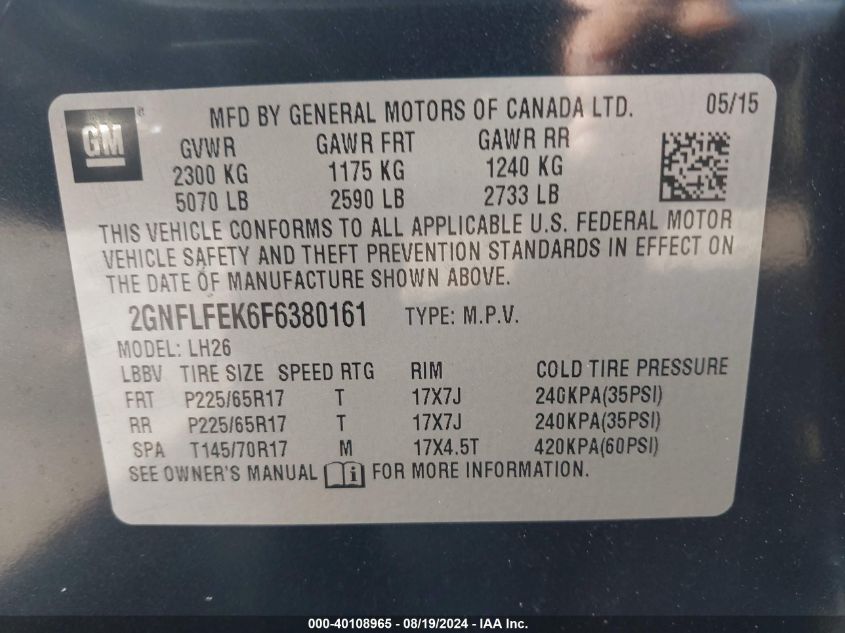 GM ® MFD BY GENERAL MOTORS OF CANADA LTD. 05/15
GVWR GAWR FRT GAWR RR
2300 KG 1175 KG 1240 KG
5070 LB 2590 LB 2733 LB
THIS VEHICLE CONFORMS TO ALL APPLICABLE U.S. FEDERAL MOTOR
VEHICLE SAFETY AND THEFT PREVENTION STANDARDS IN EFFECT ON
THE DATE OF MANUFACTURE SHOWN ABOVE.
2GNFLFEK6F6380161 TYPE: M.P.V.
MODEL: LH26
LBBV TIRE SIZE SPEED RTG RIM COLD TIRE PRESSURE
FRT P225/65R17 T 17X7J 240KPA(35PSI)
RR P225/65R17 T 17X7J 240KPA(35PSI)
SPA T145/70R17 M 17X4.5T 420KPA(60PSI)
SEE OWNER'S MANUAL i FOR MORE INFORMATION.
000-40108965 - 08/19/2024 - IAA Inc.